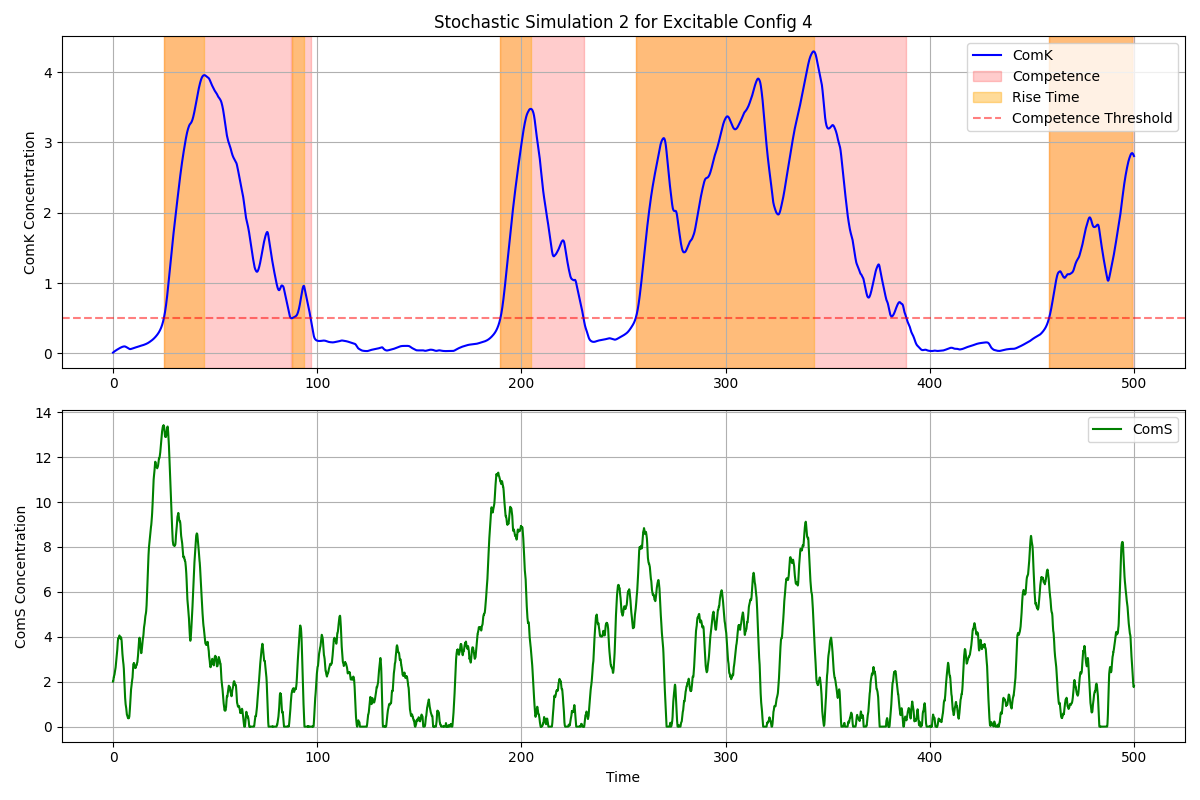 Stochastic Simulation 2 for Excitable Config 4
ComK Concentration
4
3
2
1
0
ComK
Competence
Rise Time
Competence Threshold
0 100 200 300 400 500
ComS Concentration
14
12
10
8
6
4
2
0
ComS
0 100 200 300 400 500
Time